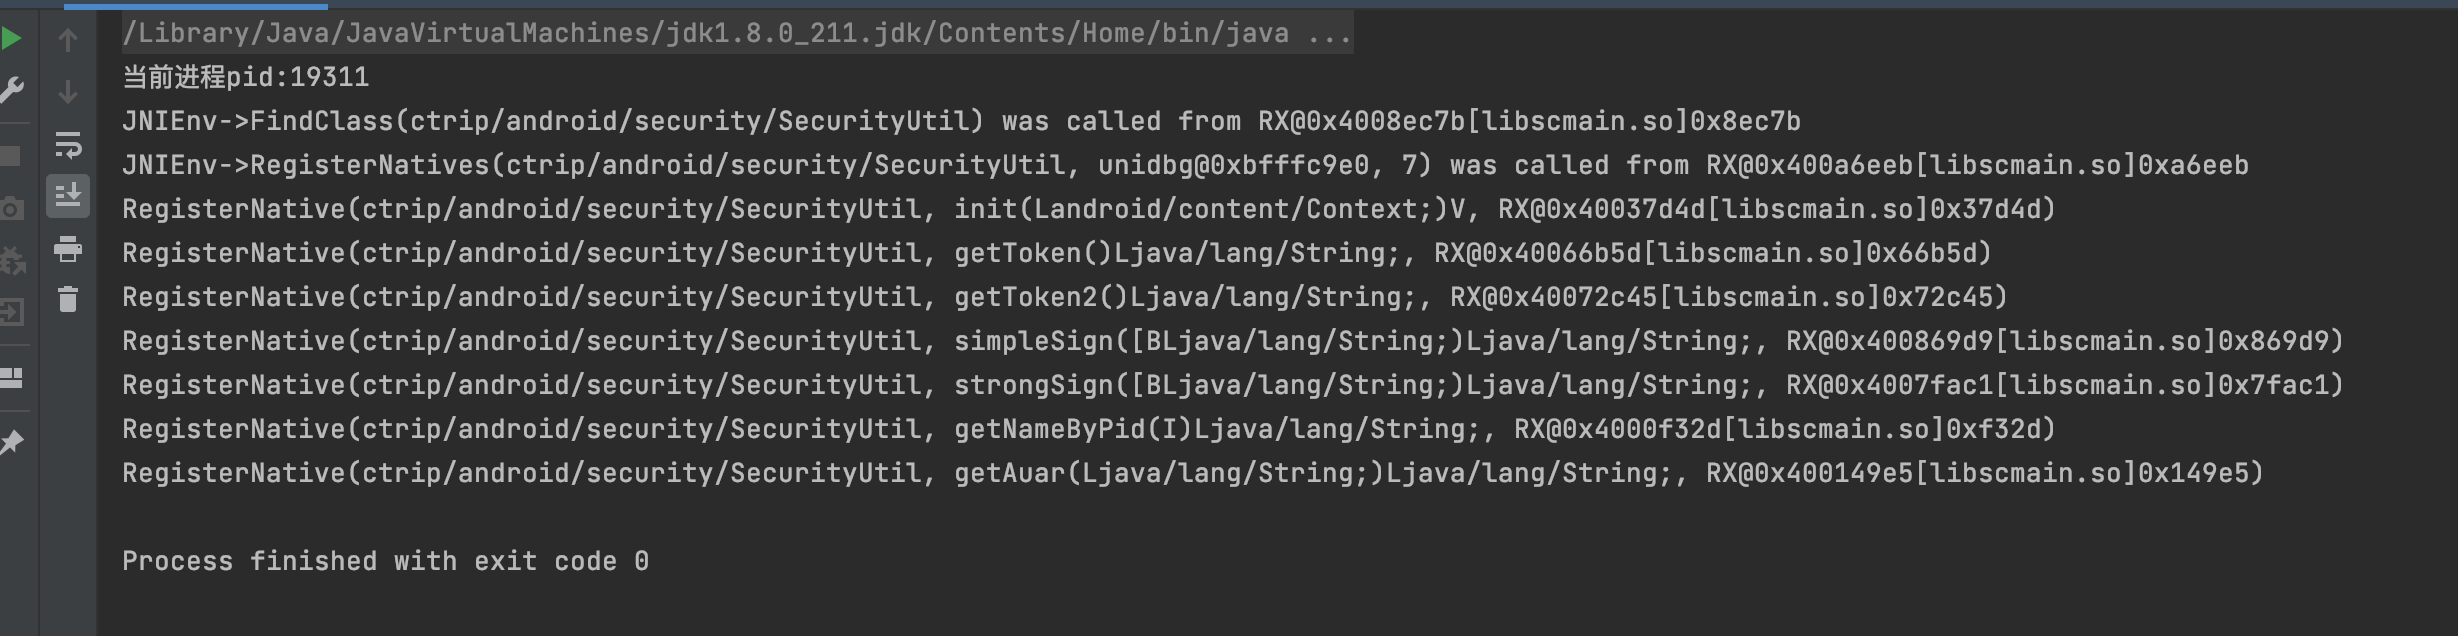 /Library/Java/JavaVirtualMachines/jdk1.8.0_211.jdk/Contents/Home/bin/java ...
当前进程pid:19311
JNIEnv->FindClass(ctrip/android/security/SecurityUtil) was called from RX@0x4008ec7b[libscmain.so]0x8ec7b
JNIEnv->RegisterNatives(ctrip/android/security/SecurityUtil, unidbg@0xbfffc9e0, 7) was called from RX@0x400a6eeb[libscmain.so]0xa6eeb
RegisterNative(ctrip/android/security/SecurityUtil, init(Landroid/content/Context;)V, RX@0x40037d4d[libscmain.so]0x37d4d)
RegisterNative(ctrip/android/security/SecurityUtil, getToken()Ljava/lang/String;, RX@0x40066b5d[libscmain.so]0x66b5d)
RegisterNative(ctrip/android/security/SecurityUtil, getToken2()Ljava/lang/String;, RX@0x40072c45[libscmain.so]0x72c45)
RegisterNative(ctrip/android/security/SecurityUtil, simpleSign([BLjava/lang/String;)Ljava/lang/String;, RX@0x400869d9[libscmain.so]0x869d9)
RegisterNative(ctrip/android/security/SecurityUtil, strongSign([BLjava/lang/String;)Ljava/lang/String;, RX@0x4007fac1[libscmain.so]0x7fac1)
RegisterNative(ctrip/android/security/SecurityUtil, getNameByPid(I)Ljava/lang/String;, RX@0x4000f32d[libscmain.so]0xf32d)
RegisterNative(ctrip/android/security/SecurityUtil, getAuar(Ljava/lang/String;)Ljava/lang/String;, RX@0x400149e5[libscmain.so]0x149e5)
Process finished with exit code 0